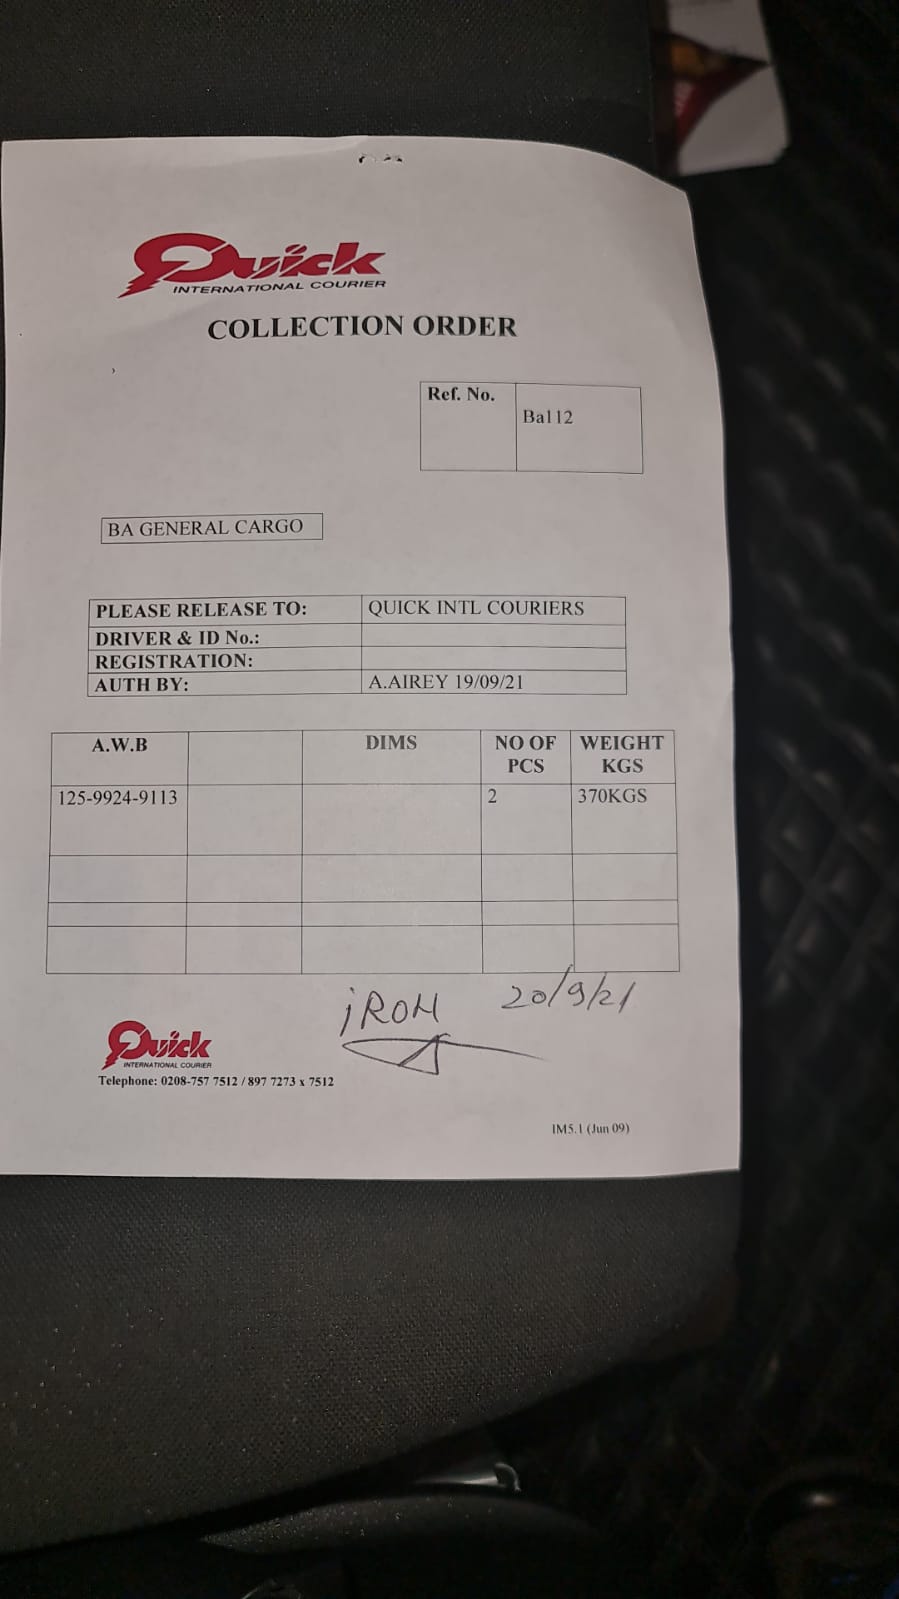 Quick
INTERNATIONAL COURIER
COLLECTION ORDER
Ref. No.
Ba112
BA GENERAL CARGO
PLEASE RELEASE TO: QUICK INTL COURIERS
DRIVER & ID No.:
REGISTRATION:
AUTH BY: A.AIREY 19/09/21
A.W.B DIMS NO OF PCS WEIGHT KGS
125-9924-9113 2 370KGS
20/9/21
Quick
INTERNATIONAL COURIER
Telephone: 0208-757 7512 / 897 7273 x 7512
IM5.1 (Jun 09)